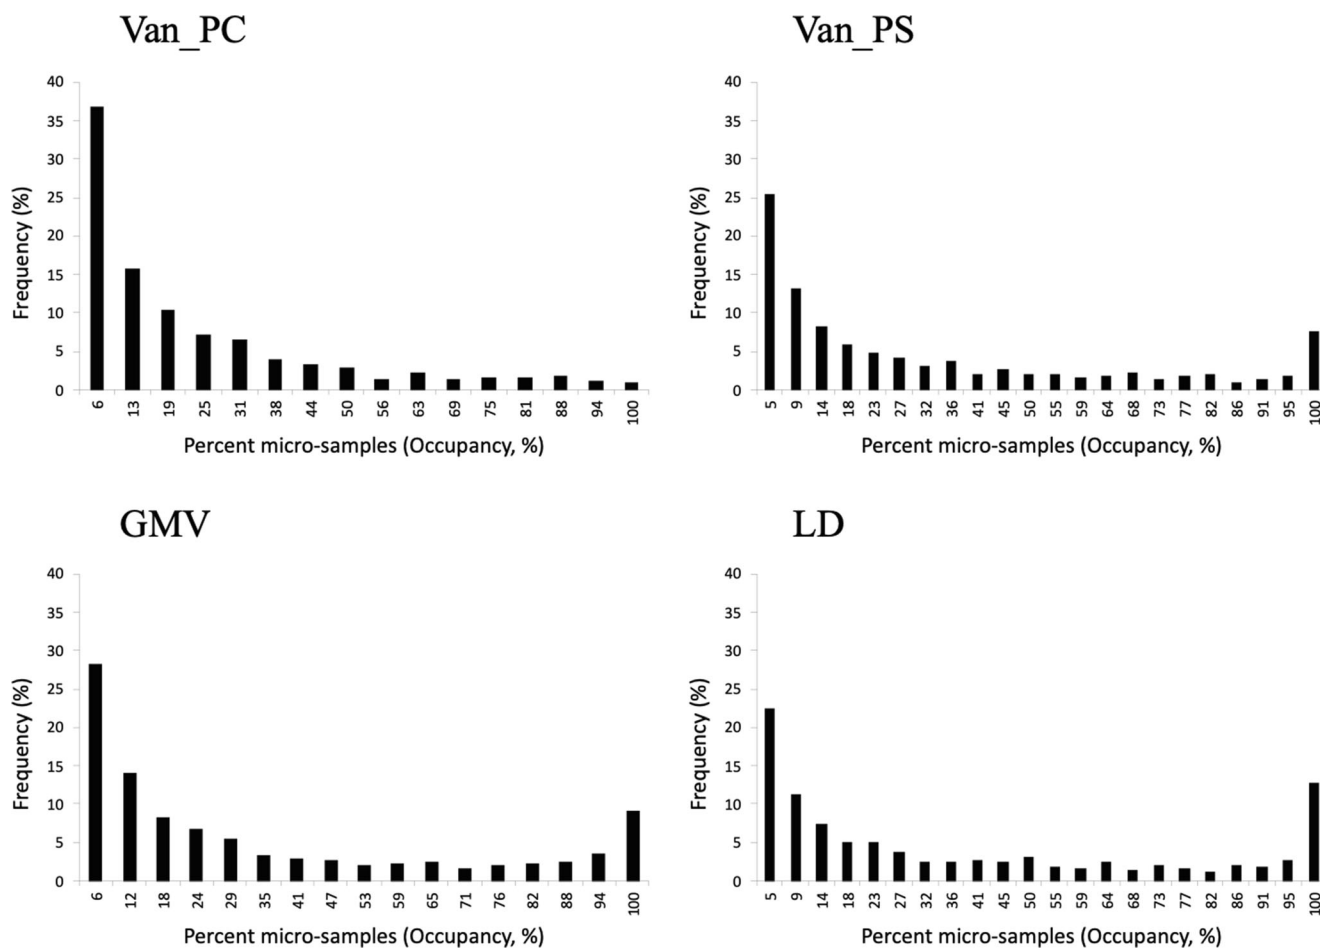 Van_PC
40
35
30
25
20
15
10
5
0
Frequency (%)
6 13 19 25 31 38 44 50 56 63 69 75 81 88 94 100
Percent micro-samples (Occupancy, %)
Van_PS
40
35
30
25
20
15
10
5
0
Frequency (%)
5 9 14 18 23 27 32 36 41 45 50 55 59 64 68 73 77 82 86 91 95 100
Percent micro-samples (Occupancy, %)
GMV
40
35
30
25
20
15
10
5
0
Frequency (%)
6 12 18 24 29 35 41 47 53 59 65 71 76 82 88 94 100
Percent micro-samples (Occupancy, %)
LD
40
35
30
25
20
15
10
5
0
Frequency (%)
5 9 14 18 23 27 32 36 41 45 50 55 59 64 68 73 77 82 86 91 95 100
Percent micro-samples (Occupancy, %)